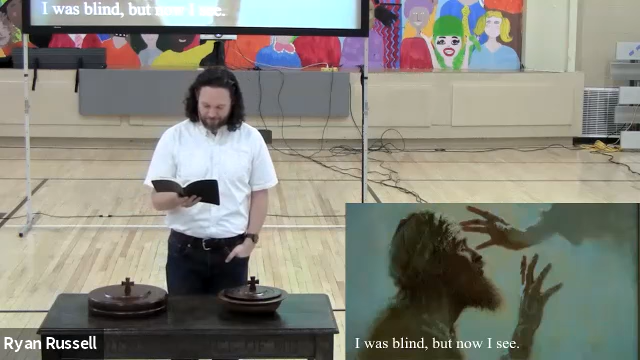 I was blind, but now I see.
Ryan Russell
I was blind, but now I see.